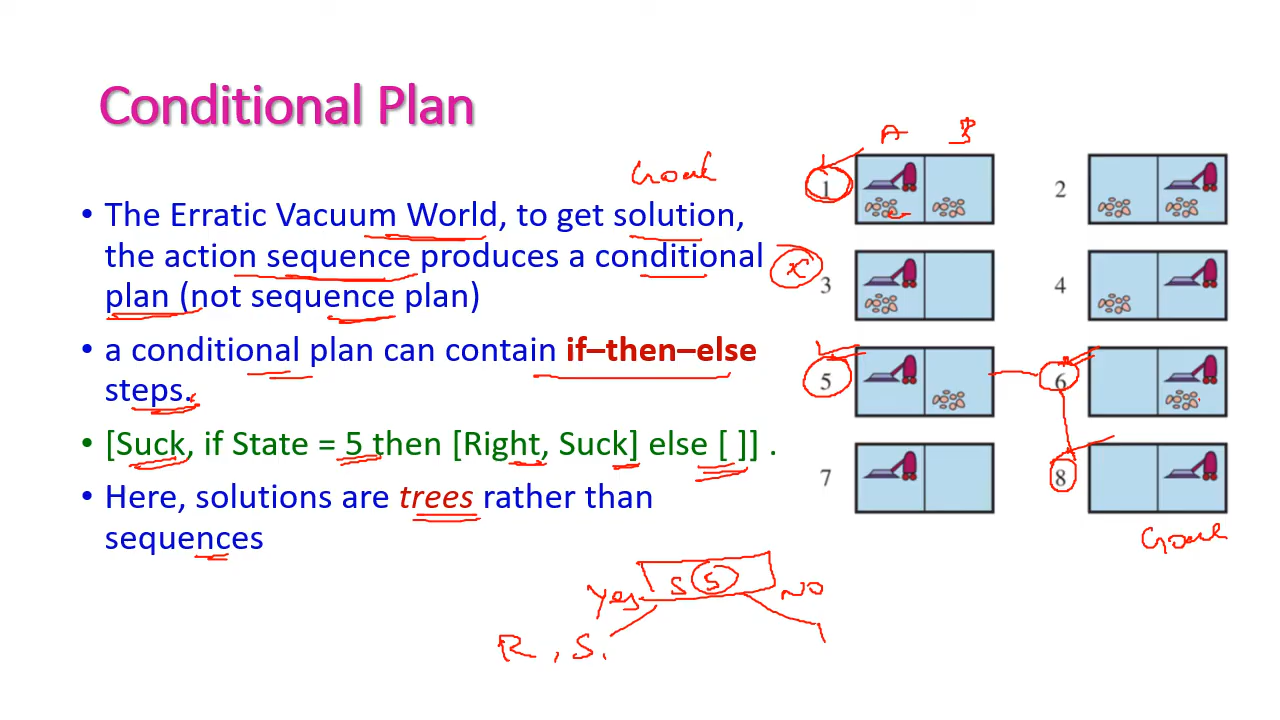 Conditional Plan
Goal
• The Erratic Vacuum World, to get solution,
the action sequence produces a conditional
plan (not sequence plan)
• a conditional plan can contain if–then–else
steps.
• [Suck, if State = 5 then [Right, Suck] else [ ]] .
• Here, solutions are trees rather than
sequences
A B
1 2
3 4
5 6
7 8
Goal
Yes S 5 NO
R , S.